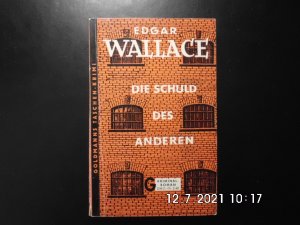 EDGAR
WALLACE
DIE SCHULD
DES
ANDEREN
GOLDMANNS TASCHEN-KRIMI
G
KRIMINAL
ROMAN
12.7.2021 10:17